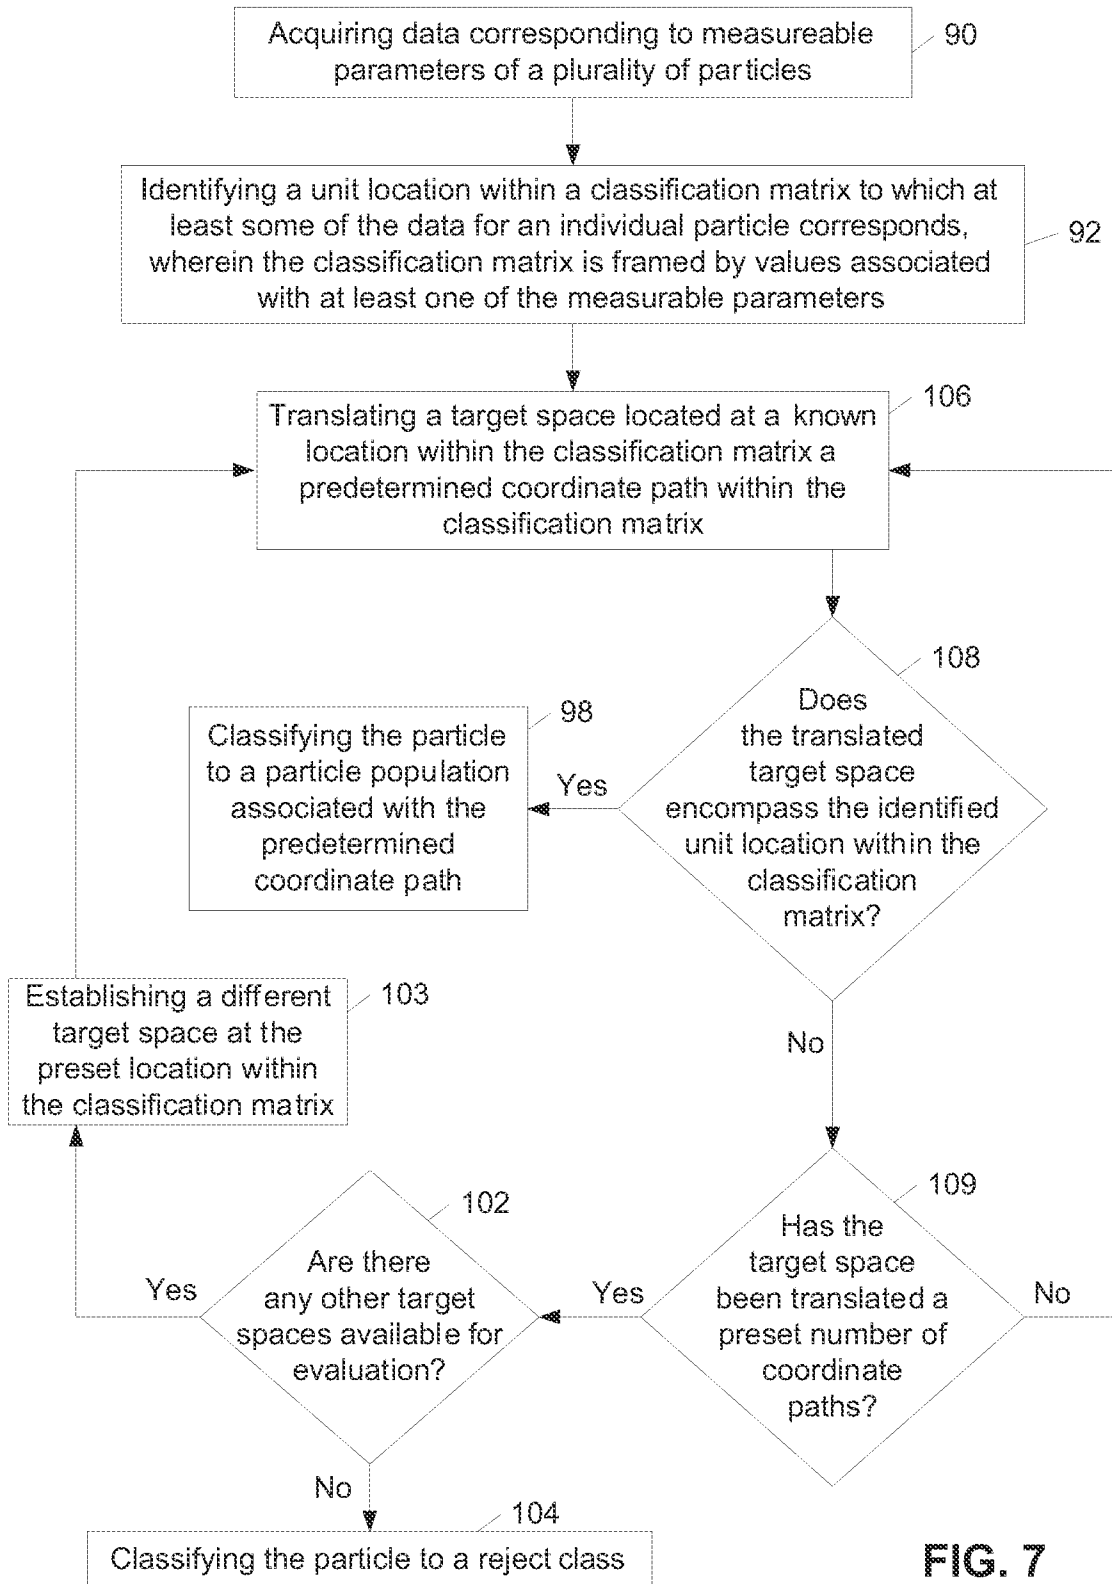 Acquiring data corresponding to measureable
parameters of a plurality of particles
90
Identifying a unit location within a classification matrix to which at
least some of the data for an individual particle corresponds,
wherein the classification matrix is framed by values associated
with at least one of the measurable parameters
92
Translating a target space located at a known
location within the classification matrix a
predetermined coordinate path within the
classification matrix
106
Does
the translated
target space
encompass the identified
unit location within the
classification
matrix?
108
Yes
Classifying the particle
to a particle population
associated with the
predetermined
coordinate path
98
No
Has the
target space
been translated a
preset number of
coordinate
paths?
109
No
Yes
Are there
any other target
spaces available for
evaluation?
102
Yes
Establishing a different
target space at the
preset location within
the classification matrix
103
No
Classifying the particle to a reject class
104
FIG. 7